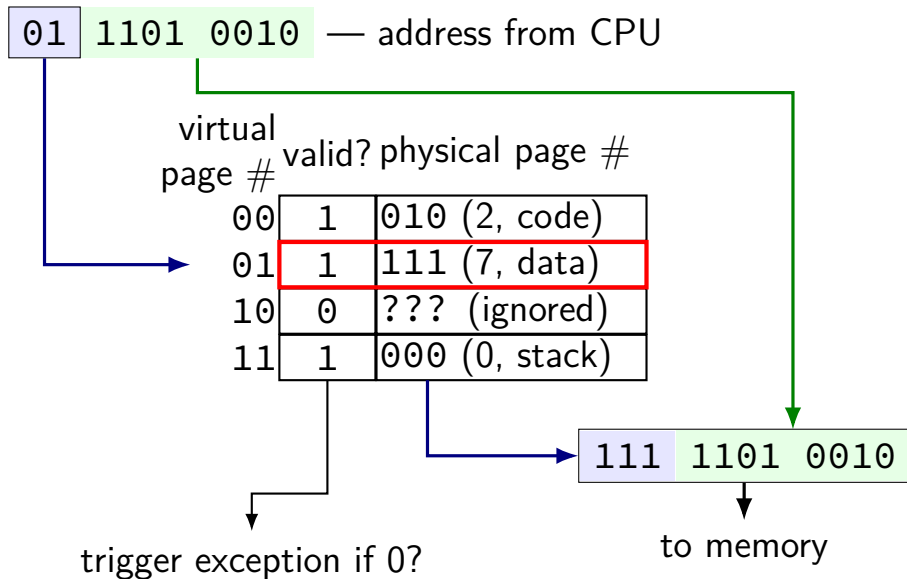 01 1101 0010 — address from CPU
virtual
page #
valid? physical page #
00 1 010 (2, code)
01 1 111 (7, data)
10 0 ??? (ignored)
11 1 000 (0, stack)
111 1101 0010
to memory
trigger exception if 0?